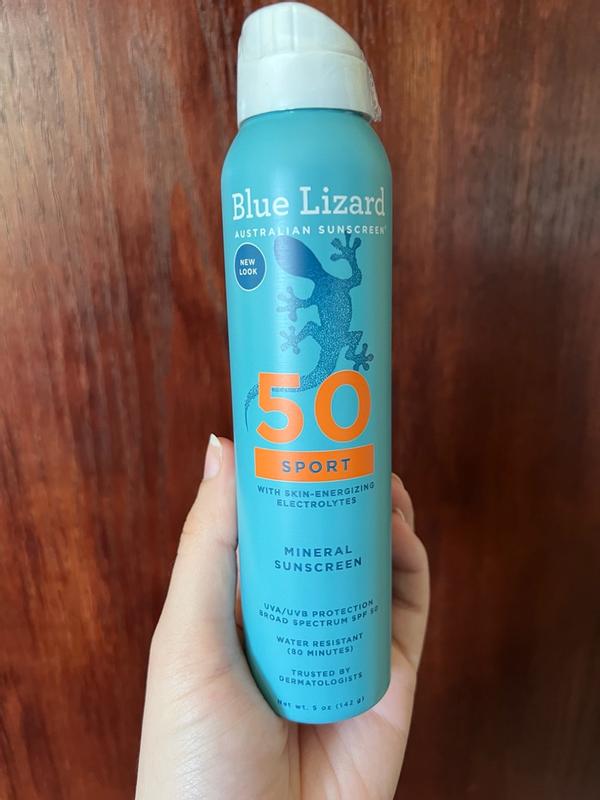 Blue Lizard
AUSTRALIAN SUNSCREEN®
NEW
LOOK
50
SPORT
WITH SKIN-ENERGIZING
ELECTROLYTES
MINERAL
SUNSCREEN
UVA/UVB PROTECTION
BROAD SPECTRUM SPF 50
WATER RESISTANT
(80 MINUTES)
TRUSTED BY
DERMATOLOGISTS
Net wt. 5 oz (142 g)